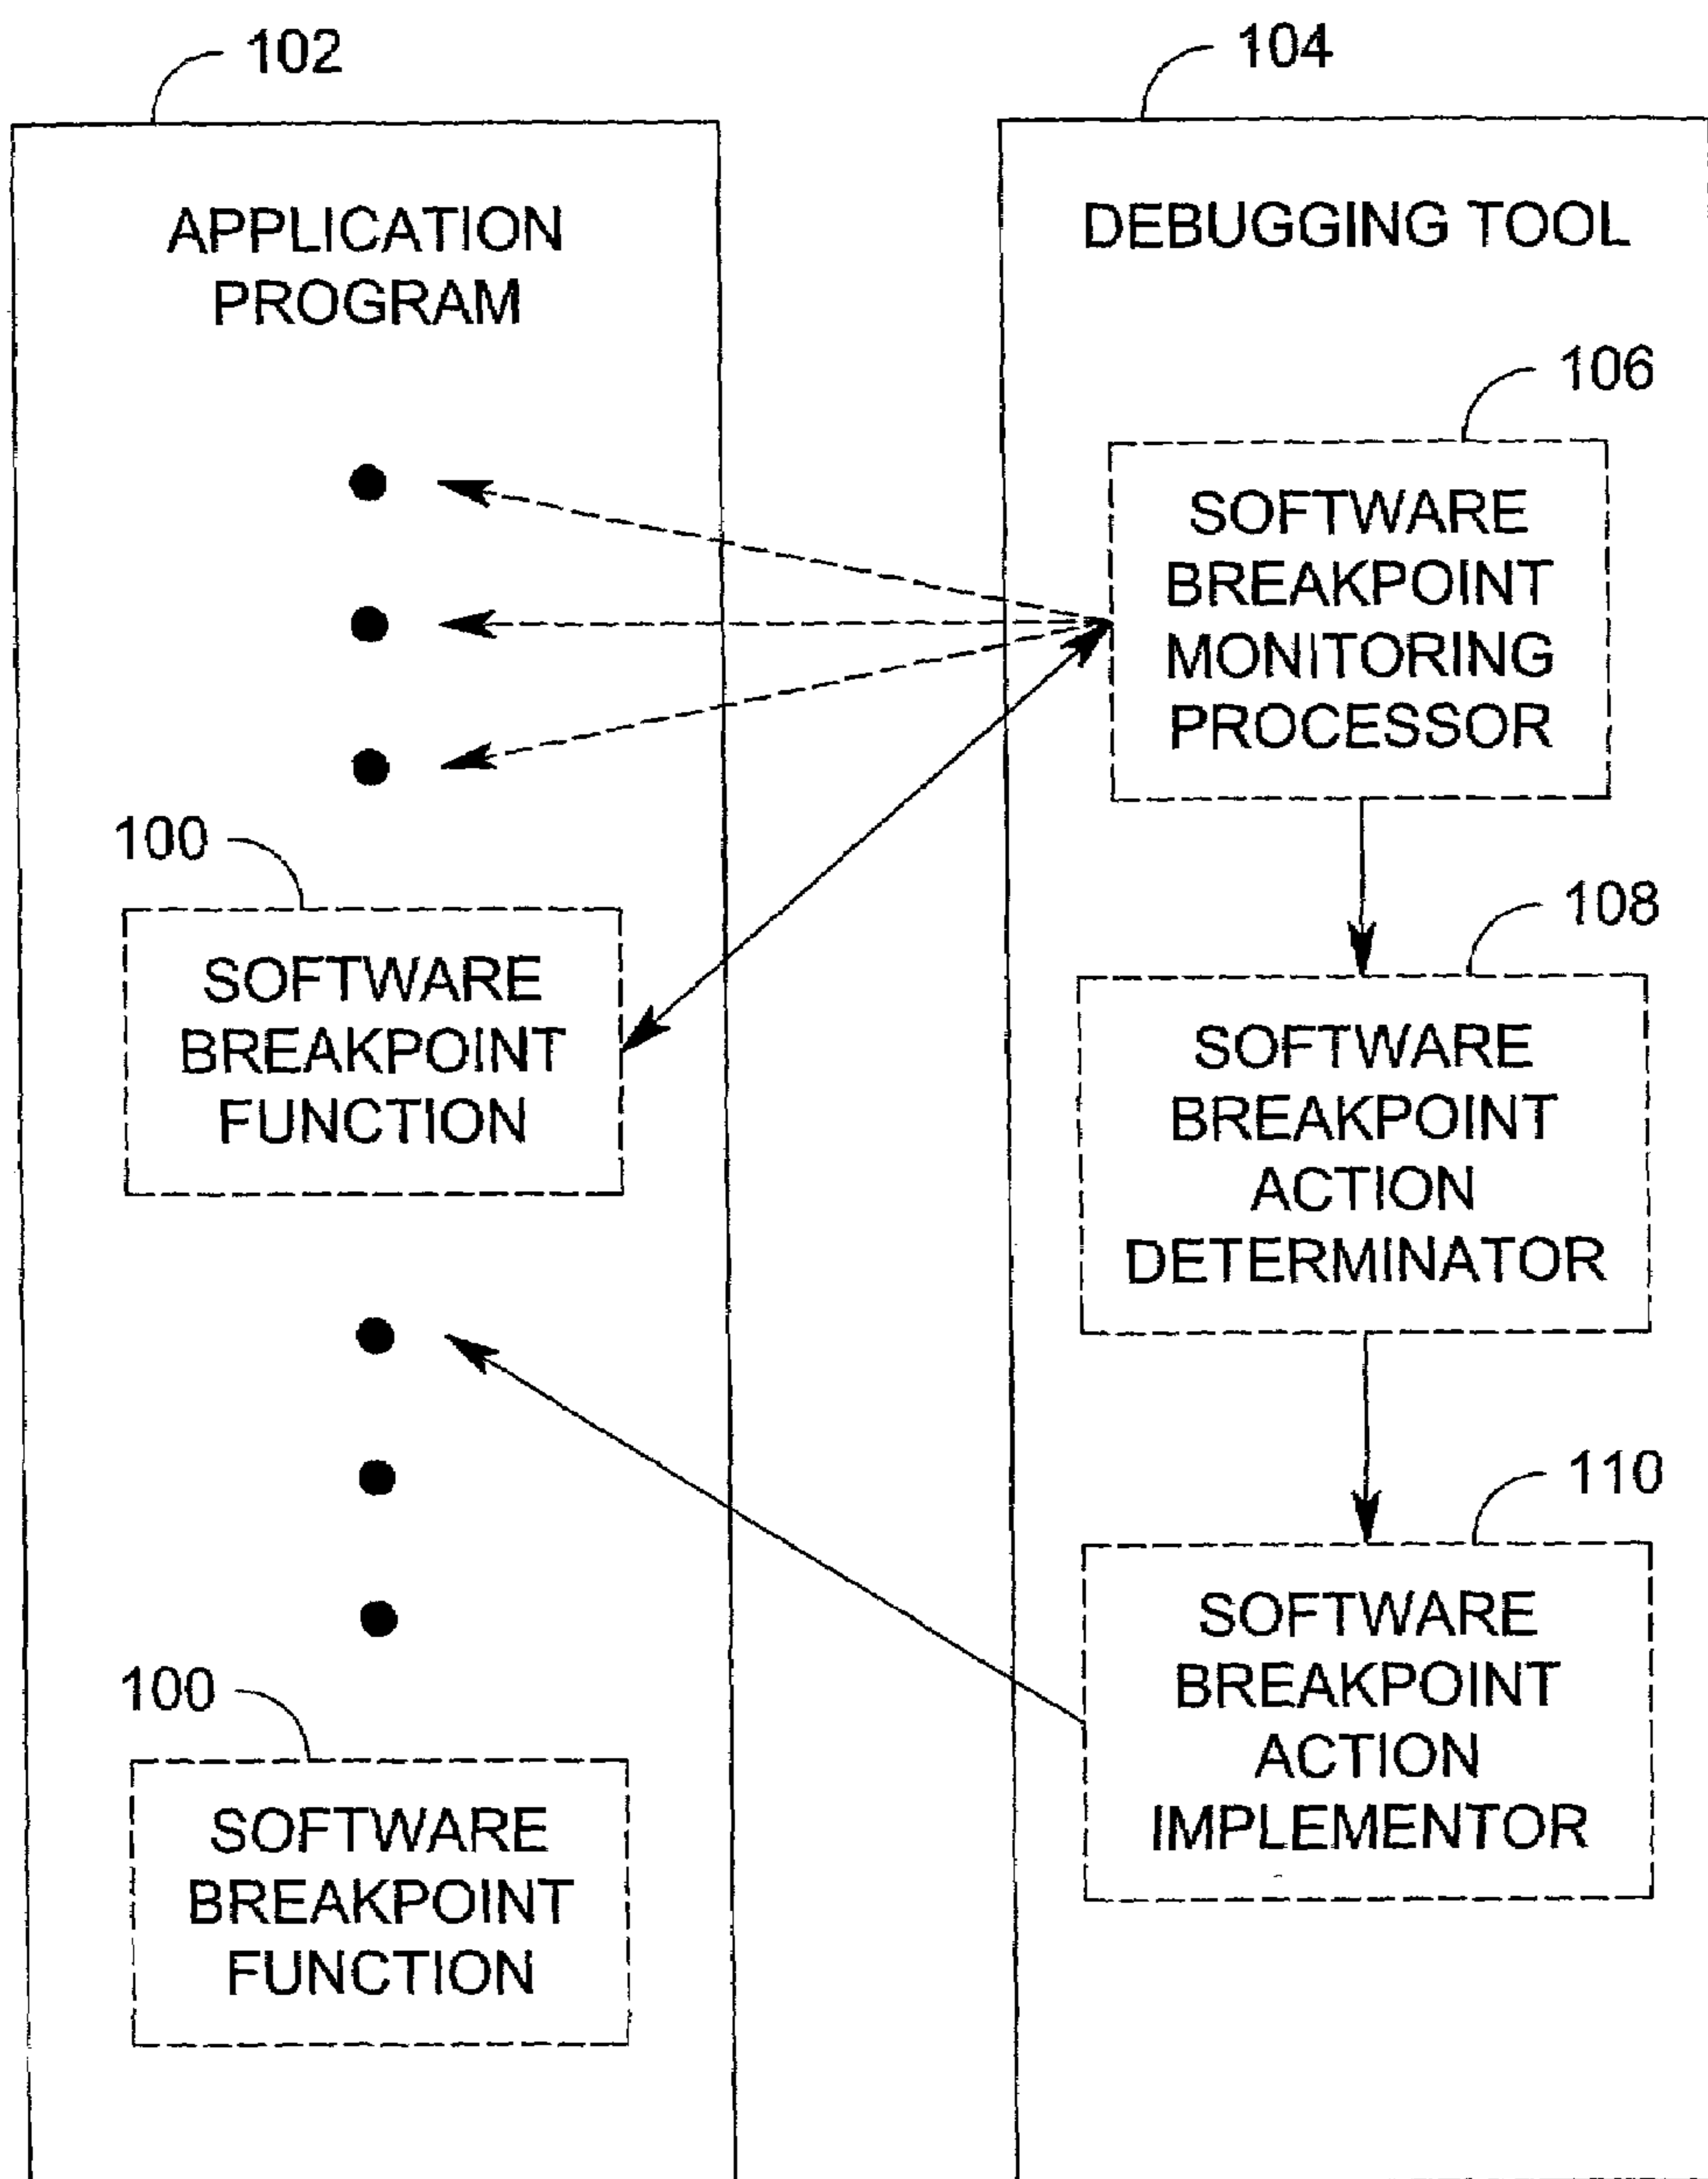 102
APPLICATION
PROGRAM
100
SOFTWARE
BREAKPOINT
FUNCTION
100
SOFTWARE
BREAKPOINT
FUNCTION
104
DEBUGGING TOOL
106
SOFTWARE
BREAKPOINT
MONITORING
PROCESSOR
108
SOFTWARE
BREAKPOINT
ACTION
DETERMINATOR
110
SOFTWARE
BREAKPOINT
ACTION
IMPLEMENTOR